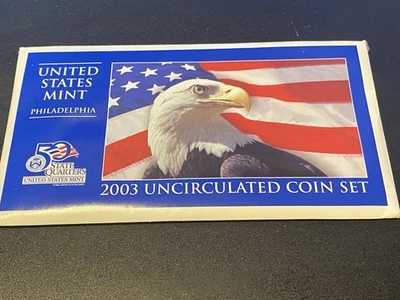 UNITED
STATES
MINT
PHILADELPHIA
50
STATE
QUARTERS
UNITED STATES MINT
2003 UNCIRCULATED COIN SET